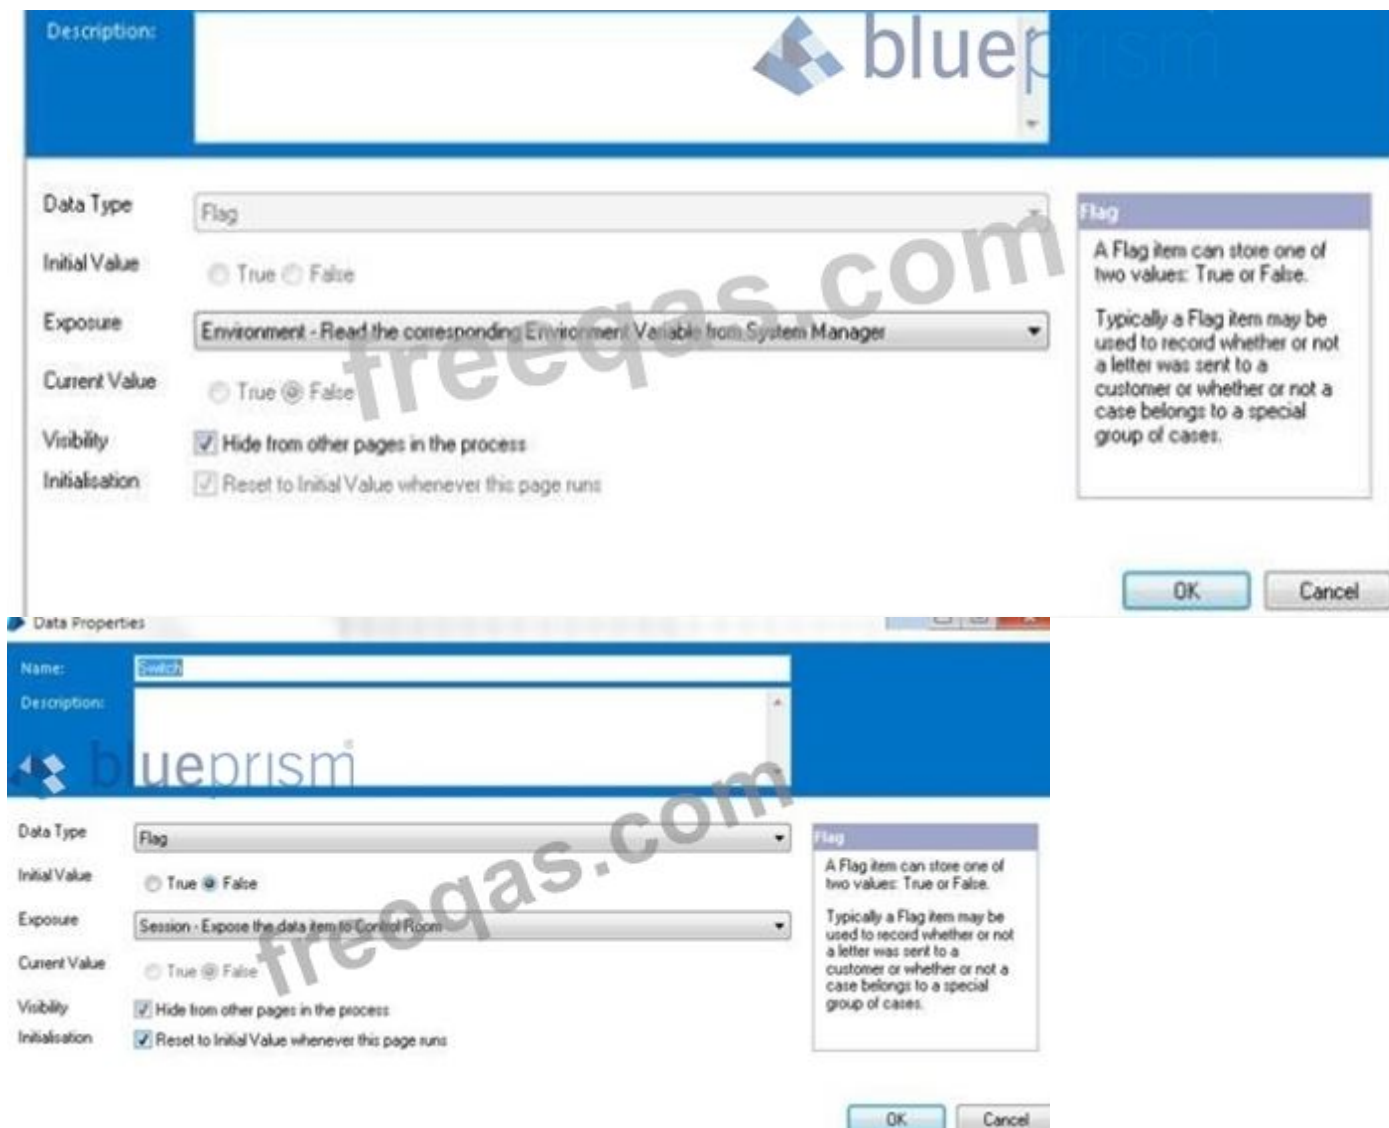 Description:
blueprism
Data Type
Flag
Flag
A Flag item can store one of
two values: True or False.
Initial Value
True False
Typically a Flag item may be
used to record whether or not
a letter was sent to a
customer or whether or not a
case belongs to a special
group of cases.
Exposure
Environment - Read the corresponding Environment Variable from System Manager
Current Value
True False
Visibility
Hide from other pages in the process
Initialisation
Reset to Initial Value whenever this page runs
freeqas.com
OK
Cancel
Data Properties
Name:
Switch
Description:
blueprism
Data Type
Flag
Flag
A Flag item can store one of
two values: True or False.
Initial Value
True False
Typically a Flag item may be
used to record whether or not
a letter was sent to a
customer or whether or not a
case belongs to a special
group of cases.
Exposure
Session - Expose the data item to Control Room
Current Value
True False
Visibility
Hide from other pages in the process
Initialisation
Reset to Initial Value whenever this page runs
freeqas.com
OK
Cancel